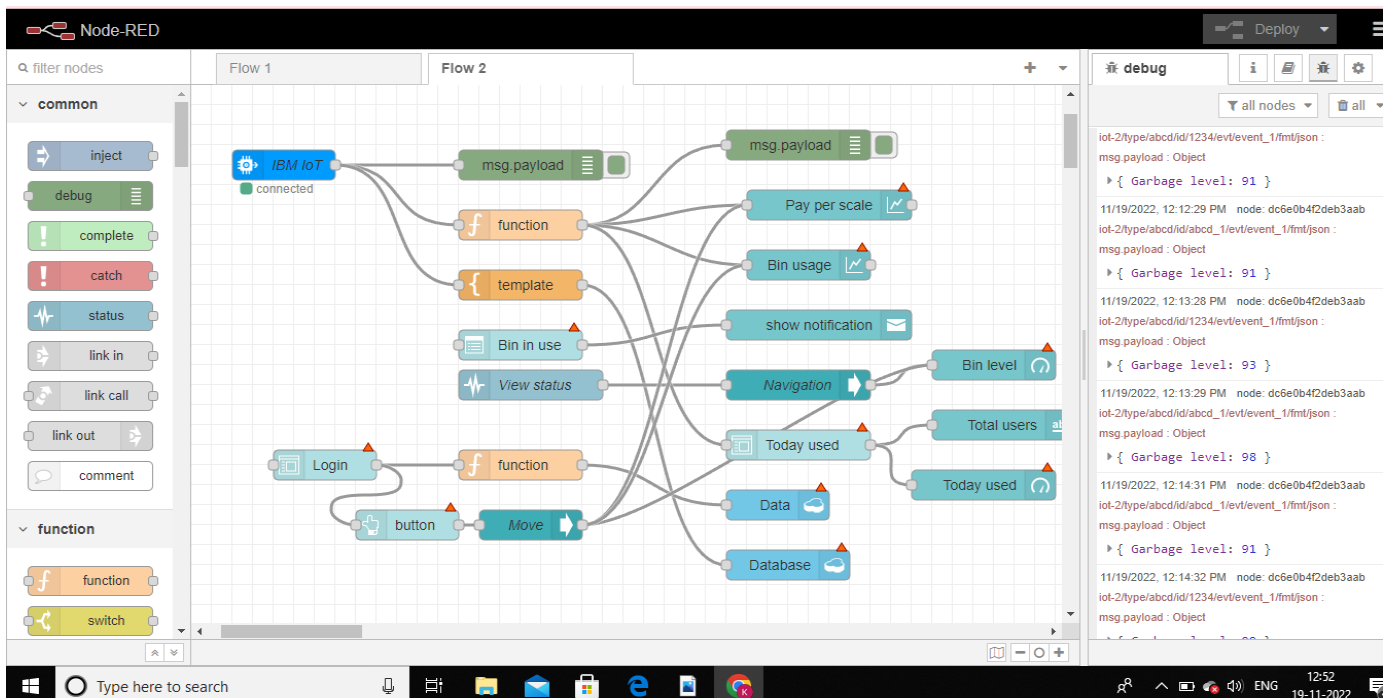 Node-RED
Deploy
filter nodes
Flow 1
Flow 2
debug
i
all nodes
all
common
inject
debug
complete
catch
status
link in
link call
link out
comment
function
function
switch
IBM IoT
connected
msg.payload
function
template
Bin in use
View status
Login
function
button
Move
msg.payload
Pay per scale
Bin usage
show notification
Navigation
Today used
Data
Database
Bin level
Total users
Today used
iot-2/type/abcd/id/1234/evt/event_1/fmt/json :
msg.payload : Object
{ Garbage level: 91 }
11/19/2022, 12:12:29 PM node: dc6e0b4f2deb3aab
iot-2/type/abcd/id/abcd_1/evt/event_1/fmt/json :
msg.payload : Object
{ Garbage level: 91 }
11/19/2022, 12:13:28 PM node: dc6e0b4f2deb3aab
iot-2/type/abcd/id/1234/evt/event_1/fmt/json :
msg.payload : Object
{ Garbage level: 93 }
11/19/2022, 12:13:29 PM node: dc6e0b4f2deb3aab
iot-2/type/abcd/id/abcd_1/evt/event_1/fmt/json :
msg.payload : Object
{ Garbage level: 98 }
11/19/2022, 12:14:31 PM node: dc6e0b4f2deb3aab
iot-2/type/abcd/id/abcd_1/evt/event_1/fmt/json :
msg.payload : Object
{ Garbage level: 91 }
11/19/2022, 12:14:32 PM node: dc6e0b4f2deb3aab
iot-2/type/abcd/id/1234/evt/event_1/fmt/json :
msg.payload : Object
Type here to search
ENG
12:52
19-11-2022